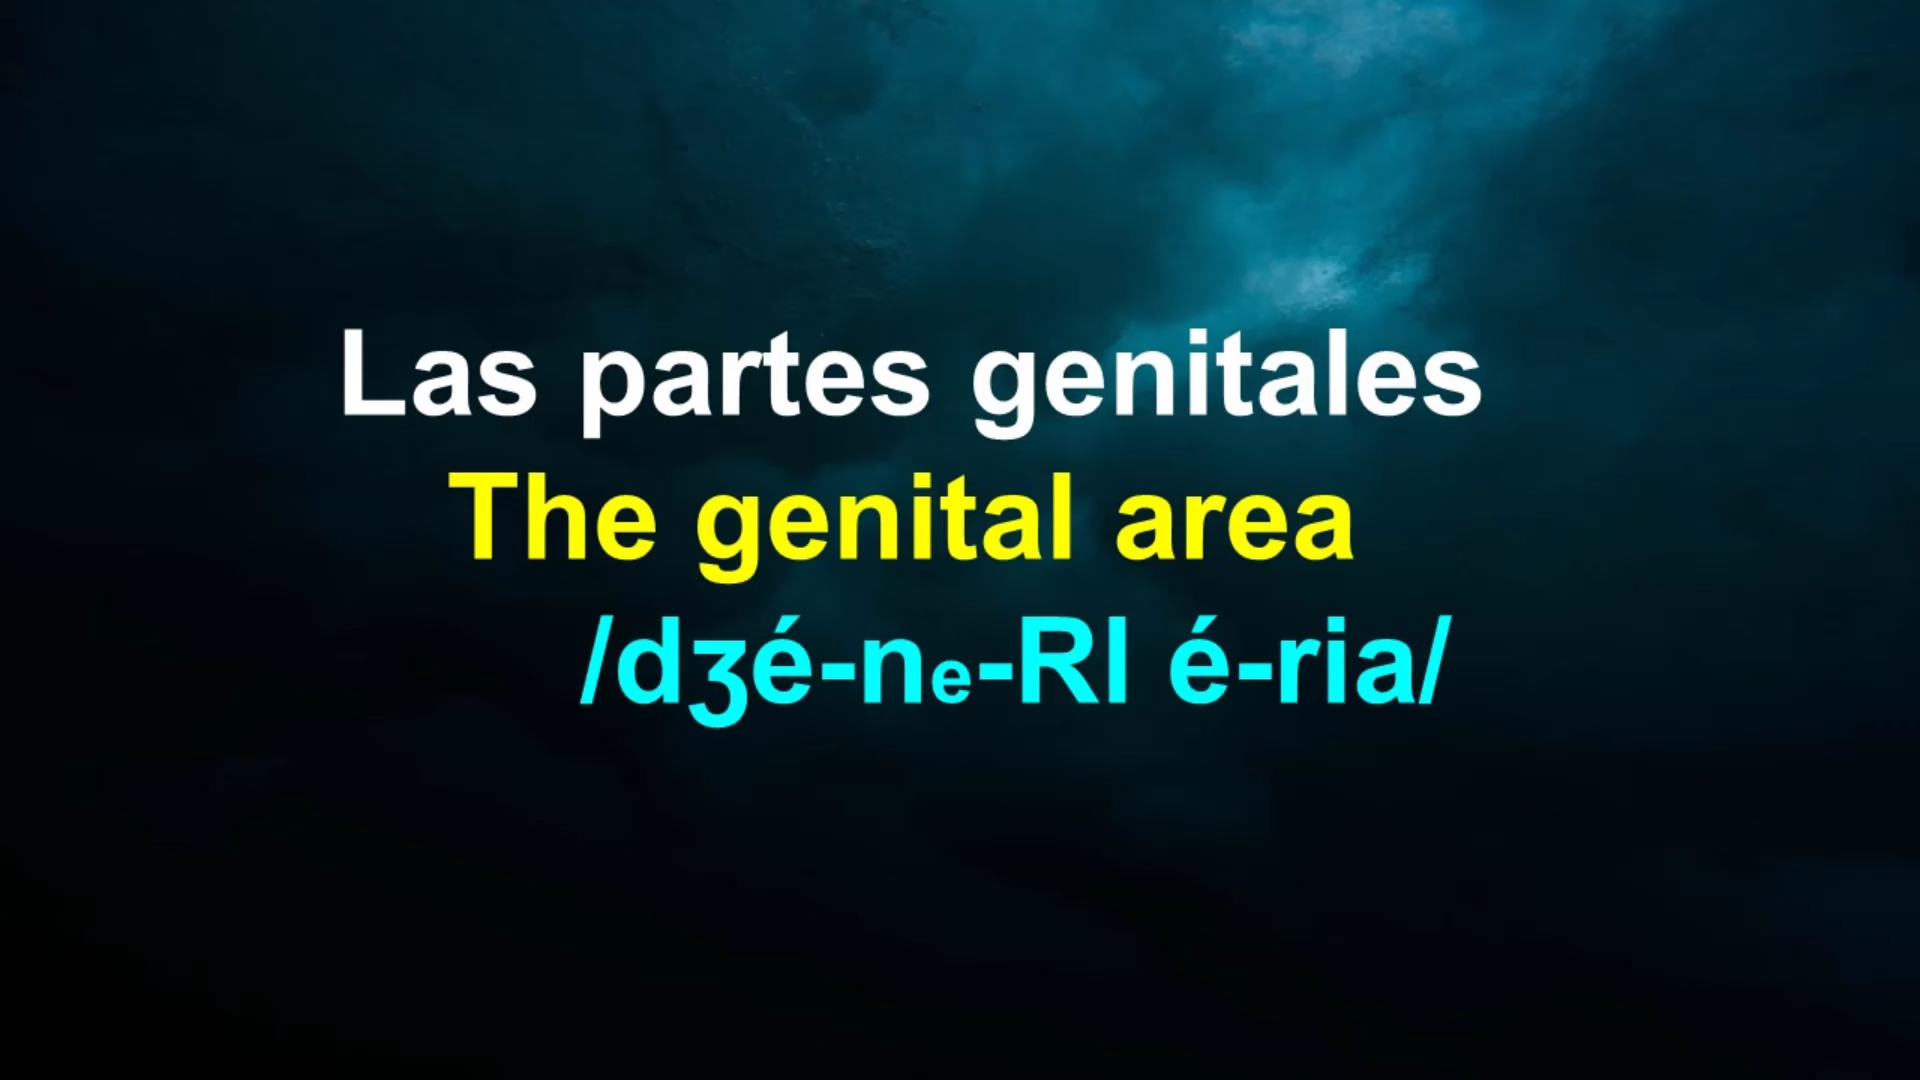 Las partes genitales
The genital area
/dʒé-ne-Rl é-ria/